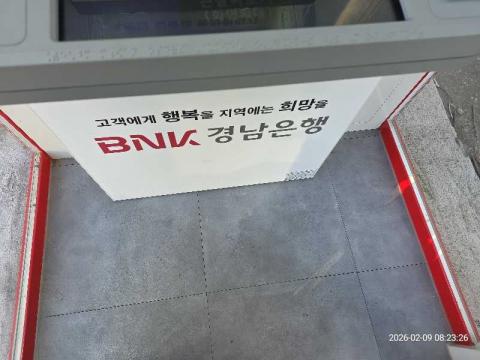 고객에게 행복을 지역에는 희망을
BNK 경남은행
2026-02-09 08:23:26